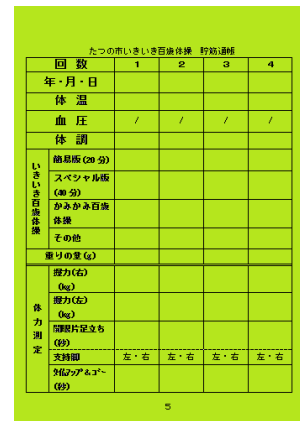 たつの市いきいき百歳体操　貯筋通帳
回数 1 2 3 4
年・月・日
体温
血圧 / / / /
体調
いきいき百歳体操
簡易版(20分)
スペシャル版
(40分)
かみかみ百歳
体操
その他
重りの量(g)
体力測定
握力(右)
(kg)
握力(左)
(kg)
開眼片足立ち
(秒)
支持脚 左・右 左・右 左・右 左・右
タイムアップ&ゴー
(秒)
5